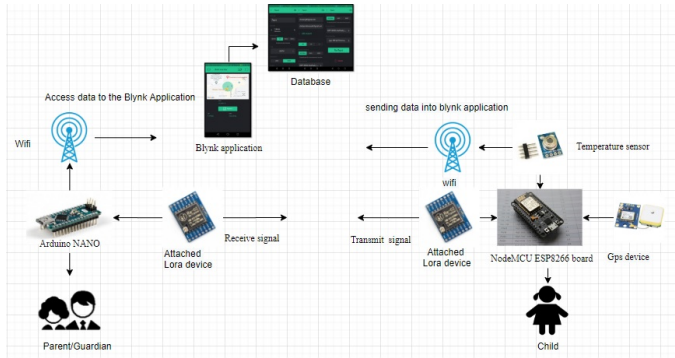 Database
Access data to the Blynk Application
sending data into blynk application
Wifi
Blynk application
Temperature sensor
wifi
Arduino NANO
Attached
Lora device
Receive signal
Transmit signal
Attached
Lora device
NodeMCU ESP8266 board
Gps device
Parent/Guardian
Child